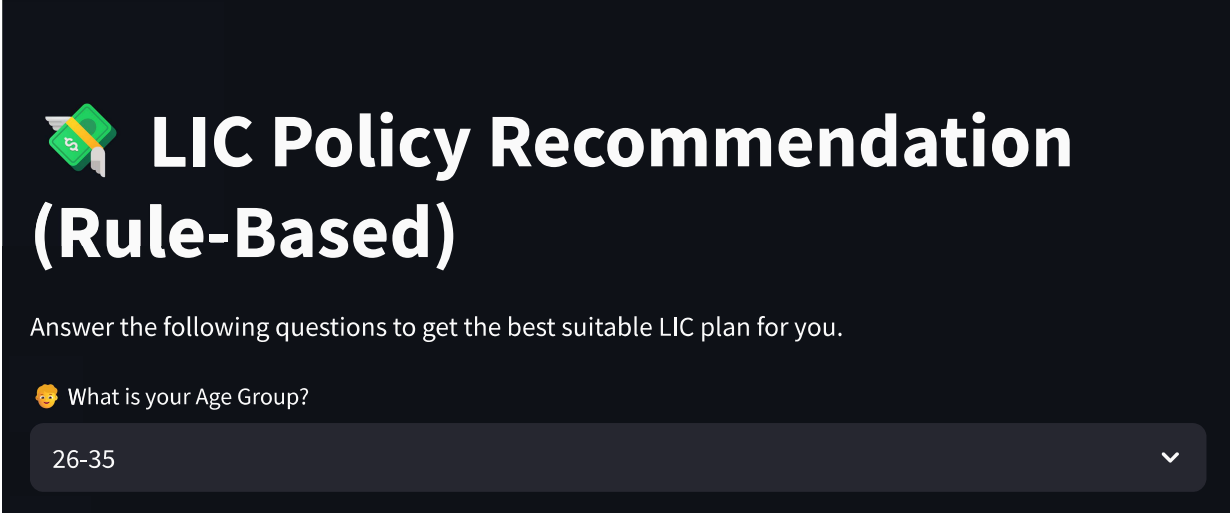 💸 LIC Policy Recommendation
(Rule-Based)
Answer the following questions to get the best suitable LIC plan for you.
🧑 What is your Age Group?
26-35